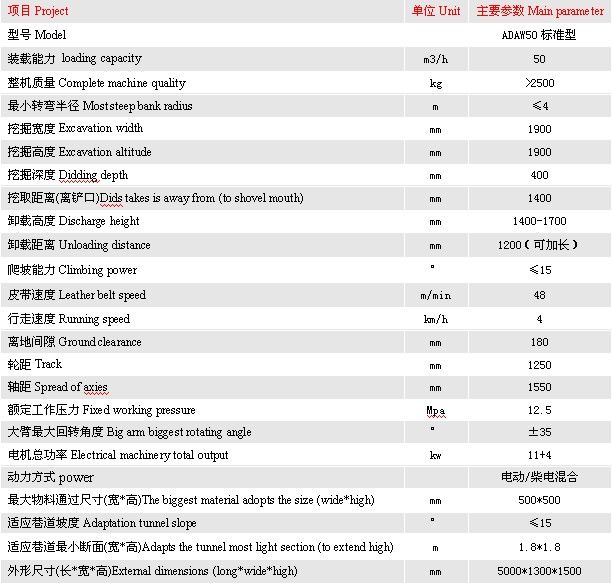 项目 Project 单位 Unit 主要参数 Main parameter
型号 Model ADAW50 标准型
装载能力 loading capacity m3/h 50
整机质量 Complete machine quality kg >2500
最小转弯半径 Most steep bank radius m ≤4
挖掘宽度 Excavation width mm 1900
挖掘高度 Excavation altitude mm 1900
挖掘深度 Didding depth mm 400
挖取距离(离铲口)Dids takes is away from (to shovel mouth) mm 1400
卸载高度 Discharge height mm 1400-1700
卸载距离 Unloading distance mm 1200（可加长）
爬坡能力 Climbing power ° ≤15
皮带速度 Leather belt speed m/min 48
行走速度 Running speed km/h 4
离地间隙 Ground clearance mm 180
轮距 Track mm 1250
轴距 Spread of axies mm 1550
额定工作压力 Fixed working pressure Mpa 12.5
大臂最大回转角度 Big arm biggest rotating angle ° ±35
电机总功率 Electrical machinery total output kw 11+4
动力方式 power 电动/柴电混合
最大物料通过尺寸(宽*高)The biggest material adopts the size (wide*high) mm 500*500
适应巷道坡度 Adaptation tunnel slope ° ≤15
适应巷道最小断面(宽*高)Adapts the tunnel most light section (to extend high) m 1.8*1.8
外形尺寸(长*宽*高)External dimensions (long*wide*high) mm 5000*1300*1500